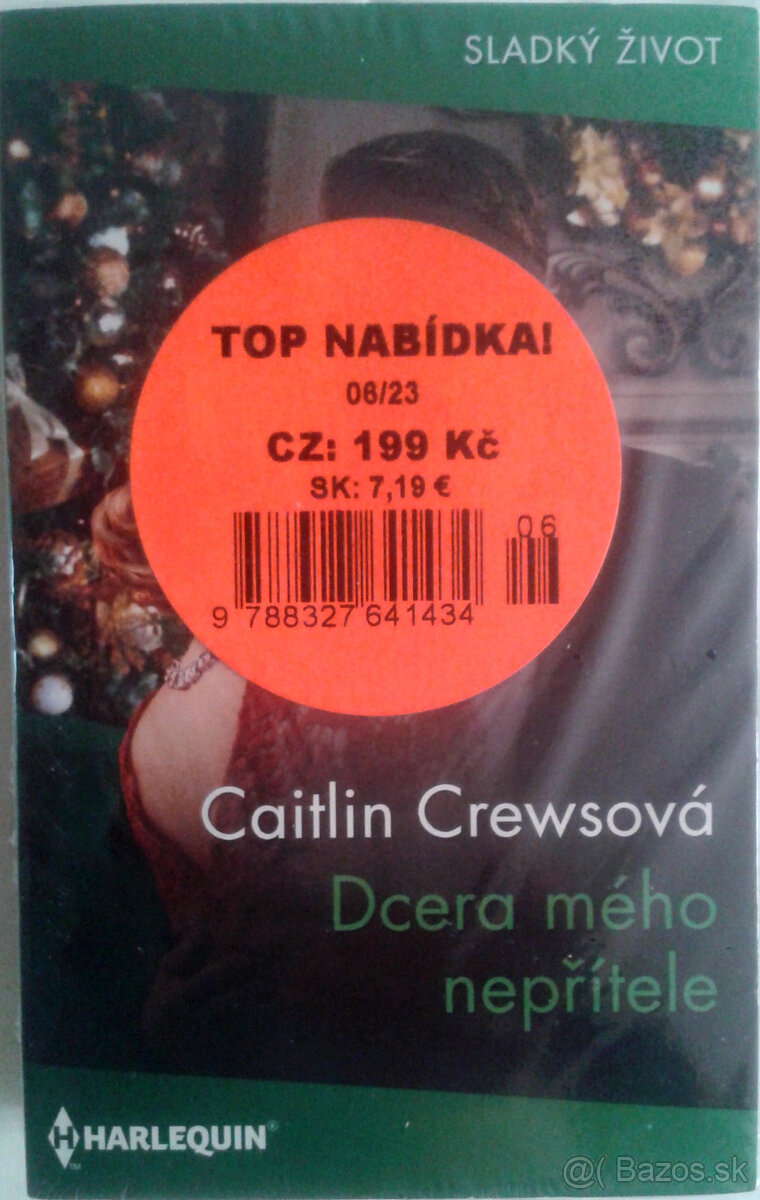 SLADKÝ ŽIVOT
TOP NABÍDKA!
06/23
CZ: 199 Kč
SK: 7,19 €
06
9 788327 641434
Caitlin Crewsová
Dcera mého
nepřítele
H HARLEQUIN®
™
@( Bazos.sk